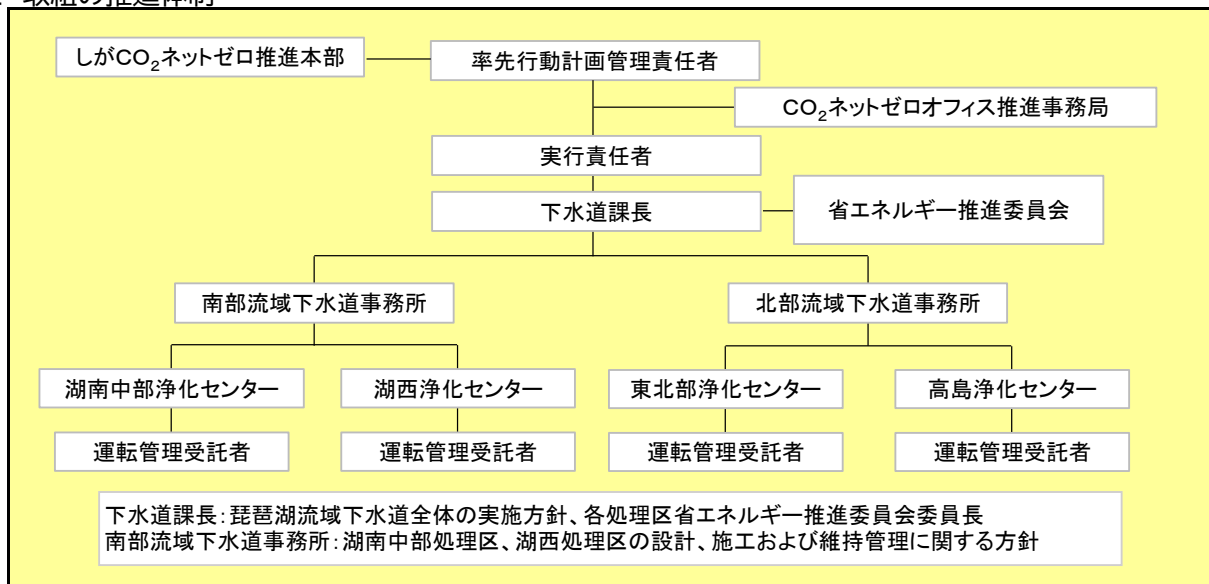 取組の推進体制
しがCO₂ネットゼロ推進本部
率先行動計画管理責任者
CO₂ネットゼロオフィス推進事務局
実行責任者
下水道課長
省エネルギー推進委員会
南部流域下水道事務所
北部流域下水道事務所
湖南中部浄化センター
湖西浄化センター
東北部浄化センター
高島浄化センター
運転管理受託者
運転管理受託者
運転管理受託者
運転管理受託者
下水道課長:琵琶湖流域下水道全体の実施方針、各処理区省エネルギー推進委員会委員長
南部流域下水道事務所:湖南中部処理区、湖西処理区の設計、施工および維持管理に関する方針